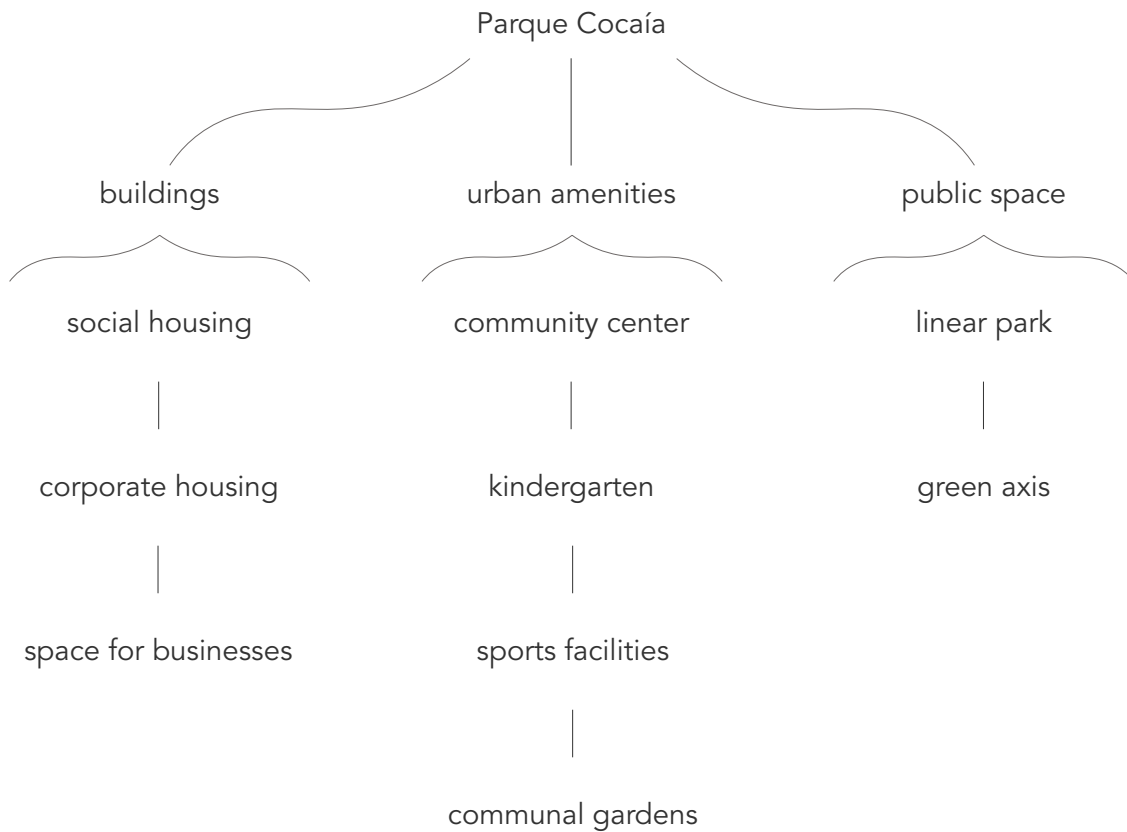 Parque Cocaía
buildings
urban amenities
public space
social housing
community center
linear park
corporate housing
kindergarten
green axis
space for businesses
sports facilities
communal gardens